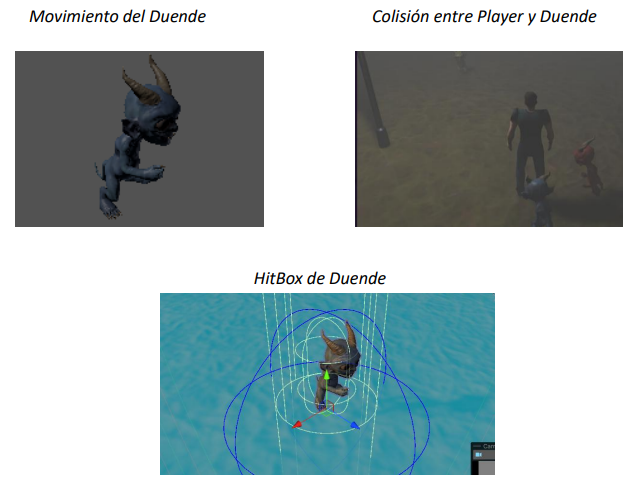 Movimiento del Duende
Colisión entre Player y Duende
HitBox de Duende